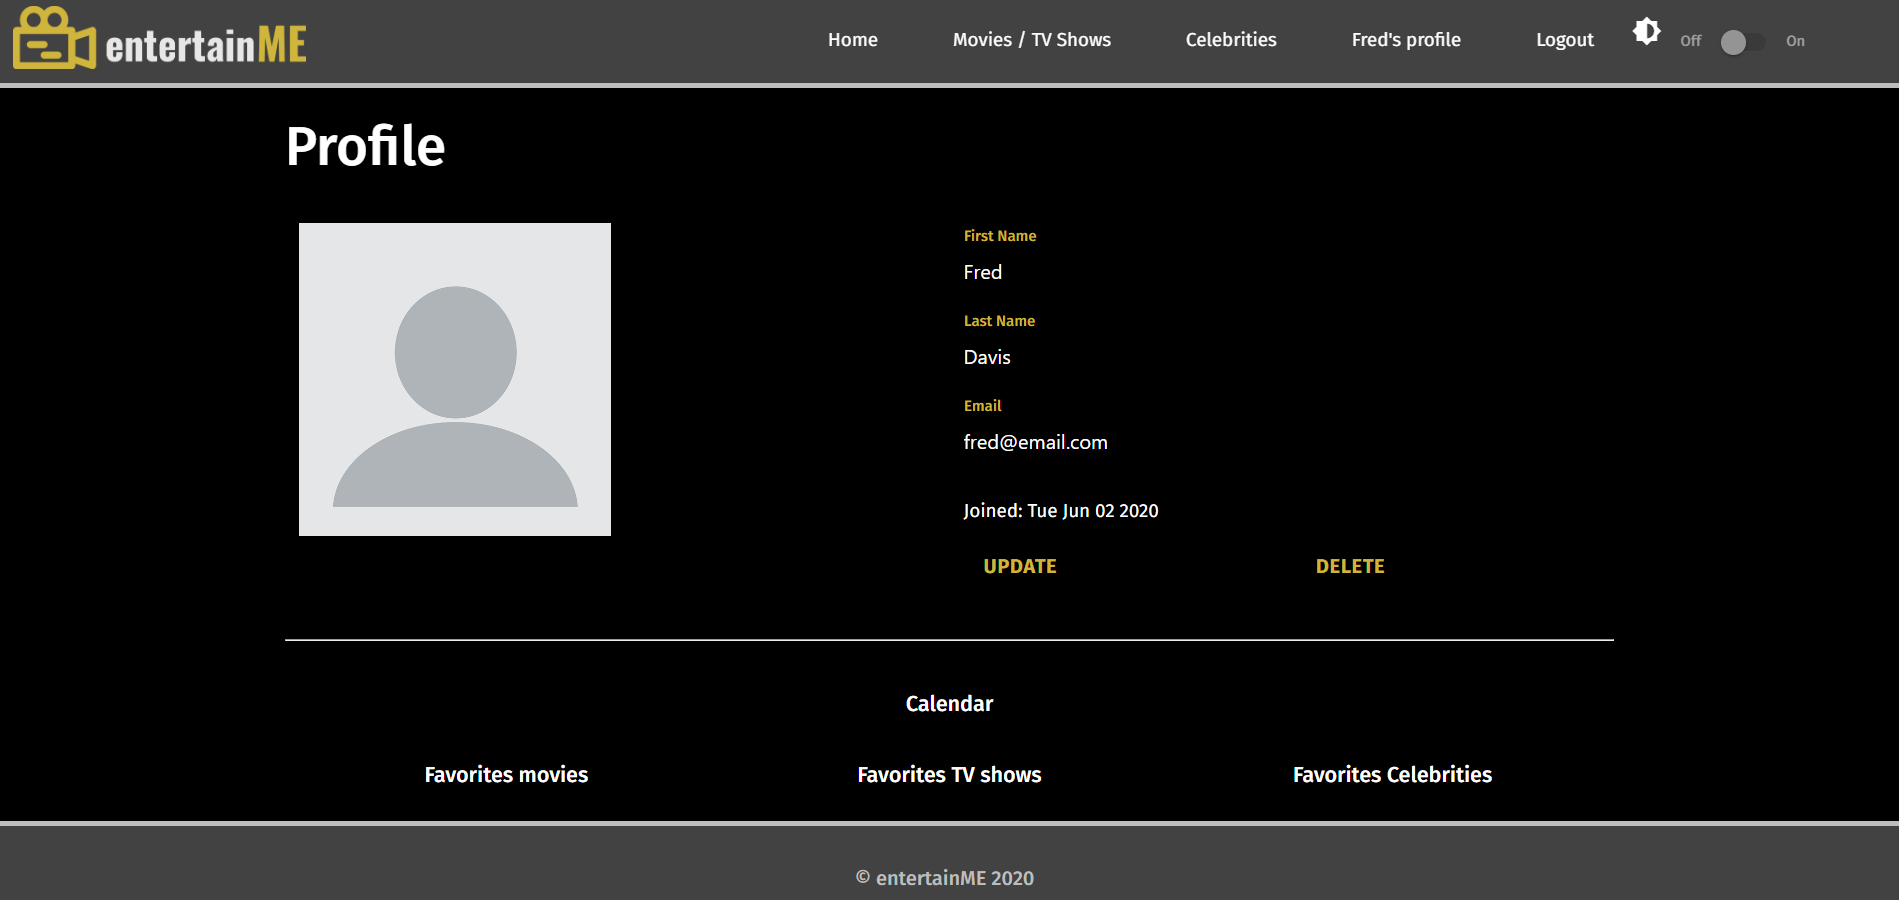 entertainME
Home Movies / TV Shows Celebrities Fred's profile Logout Off On
Profile
First Name
Fred
Last Name
Davis
Email
fred@email.com
Joined: Tue Jun 02 2020
UPDATE DELETE
Calendar
Favorites movies Favorites TV shows Favorites Celebrities
© entertainME 2020